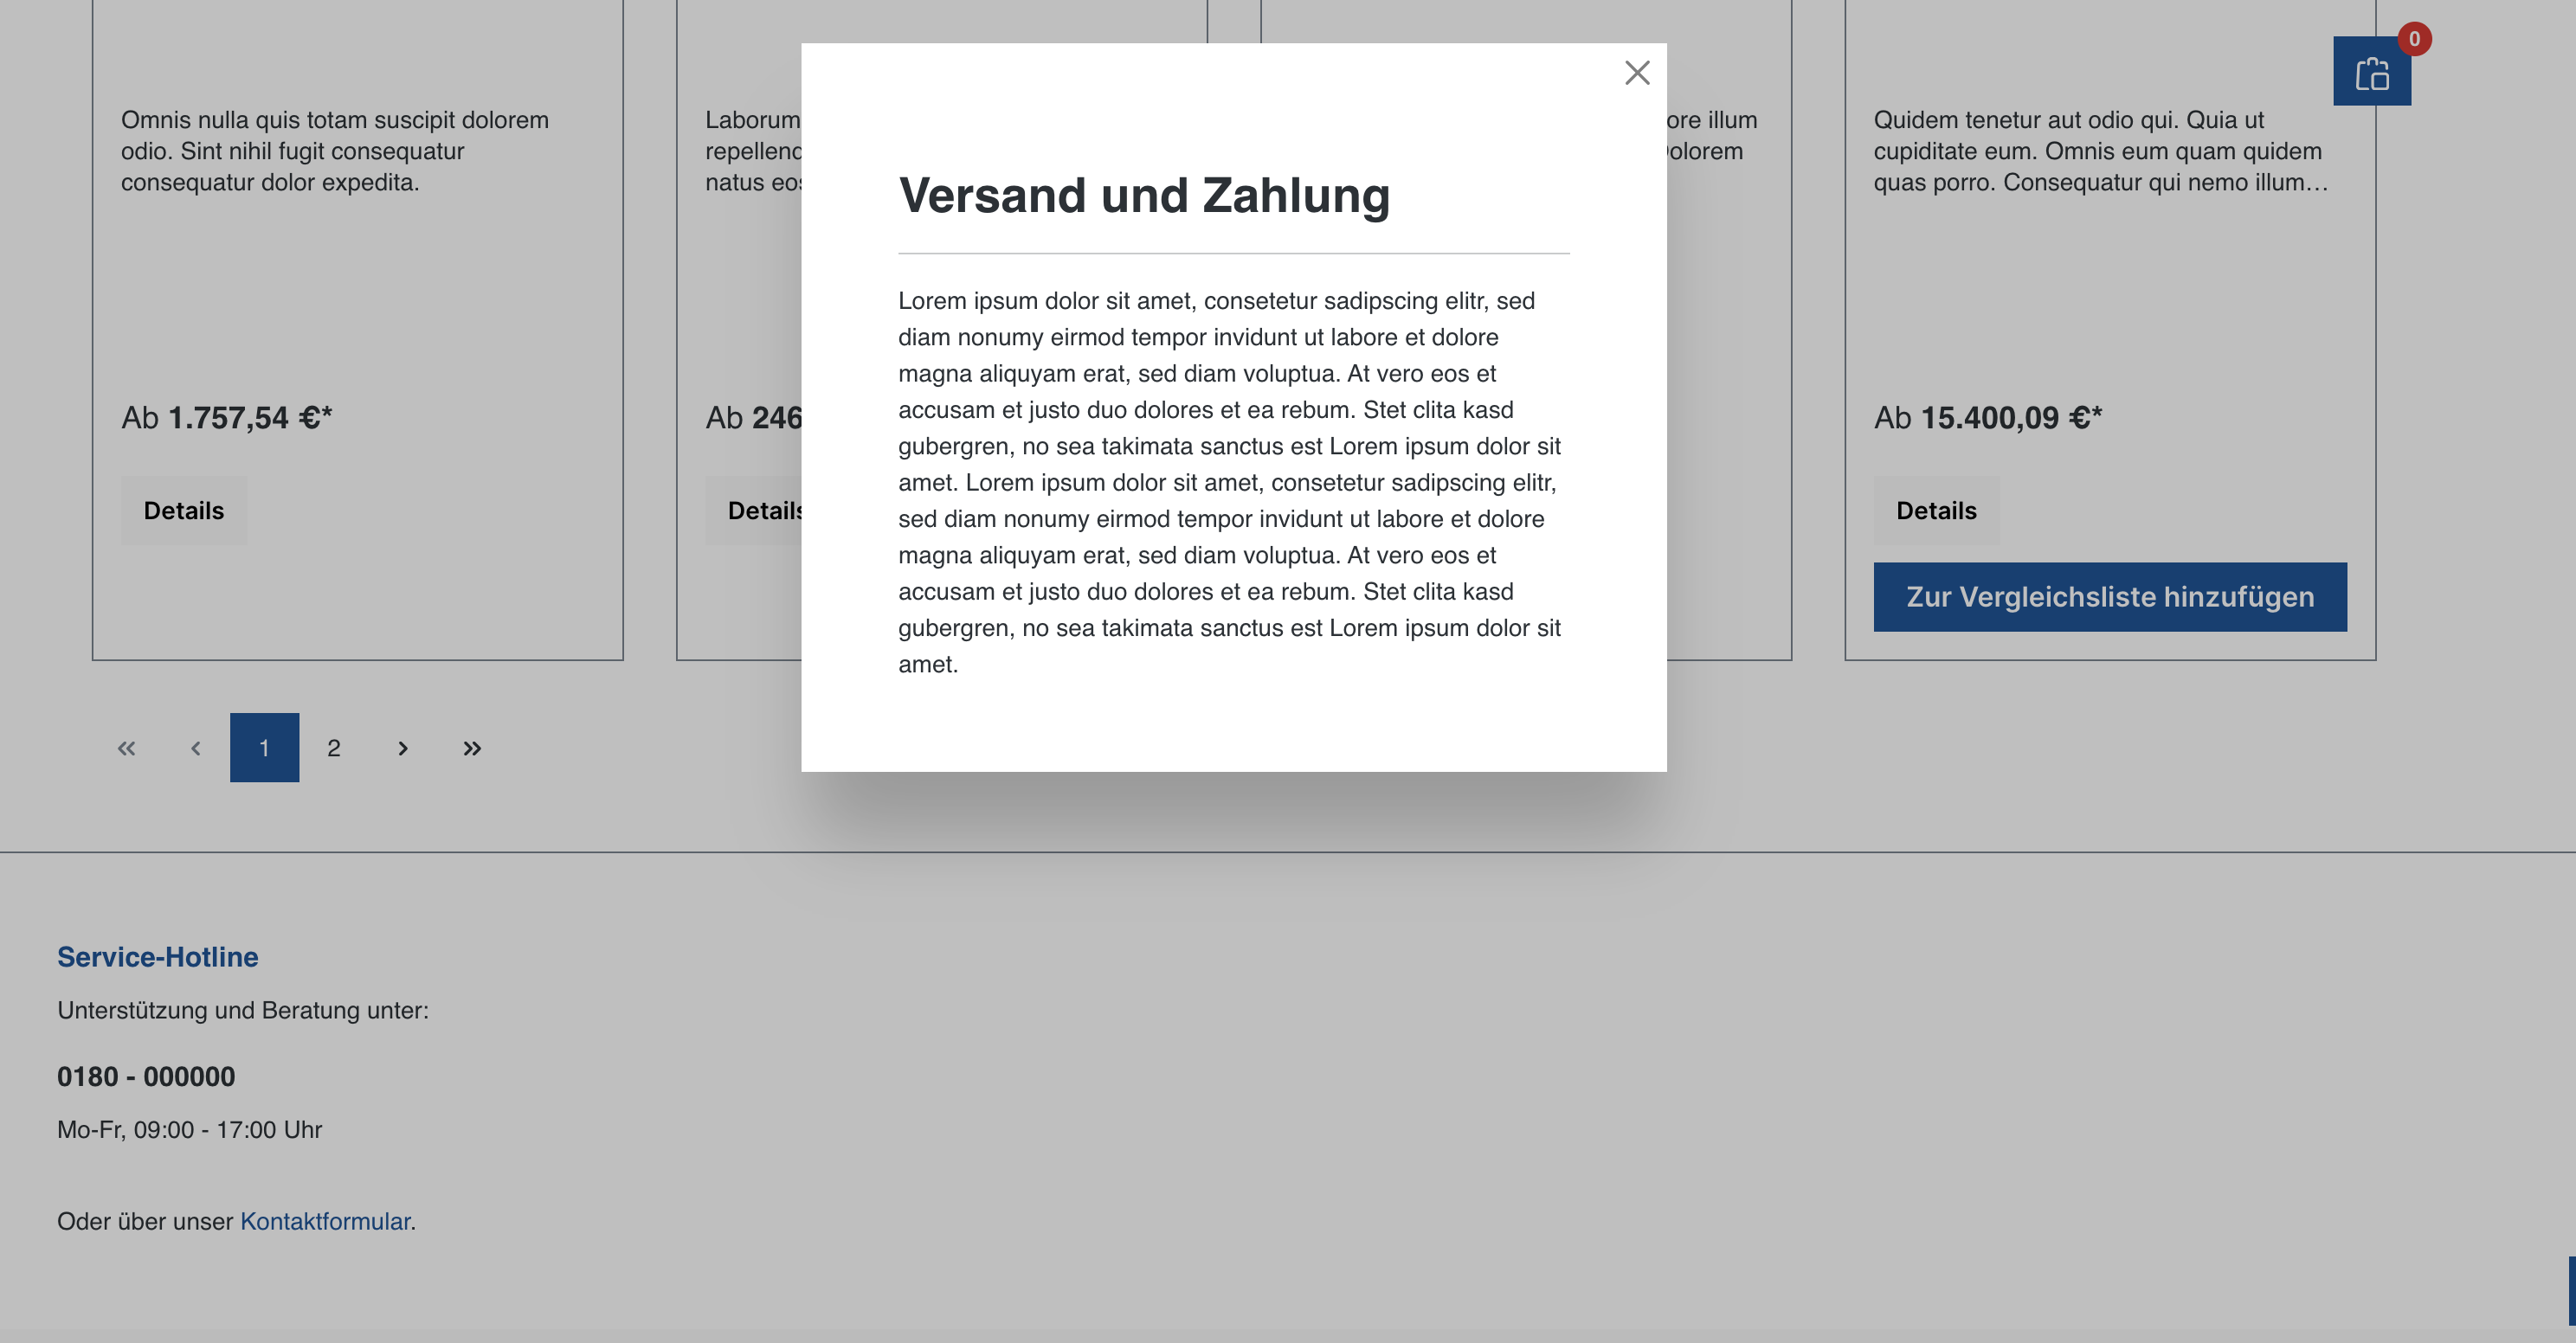 0
Omnis nulla quis totam suscipit dolorem
odio. Sint nihil fugit consequatur
consequatur dolor expedita.
Ab 1.757,54 €*
Details
Laborum
natus
Ab 246
Details
Versand und Zahlung
Lorem ipsum dolor sit amet, consetetur sadipscing elitr, sed
diam nonumy eirmod tempor invidunt ut labore et dolore
magna aliquyam erat, sed diam voluptua. At vero eos et
accusam et justo duo dolores et ea rebum. Stet clita kasd
gubergren, no sea takimata sanctus est Lorem ipsum dolor sit
amet. Lorem ipsum dolor sit amet, consetetur sadipscing elitr,
sed diam nonumy eirmod tempor invidunt ut labore et dolore
magna aliquyam erat, sed diam voluptua. At vero eos et
accusam et justo duo dolores et ea rebum. Stet clita kasd
gubergren, no sea takimata sanctus est Lorem ipsum dolor sit
amet.
illum
Quidem tenetur aut odio qui. Quia ut
cupiditate eum. Omnis eum quam quidem
quas porro. Consequatur qui nemo illum…
Ab 15.400,09 €*
Details
Zur Vergleichsliste hinzufügen
« ‹ 1 2 › »
Service-Hotline
Unterstützung und Beratung unter:
0180 - 000000
Mo-Fr, 09:00 - 17:00 Uhr
Oder über unser Kontaktformular.